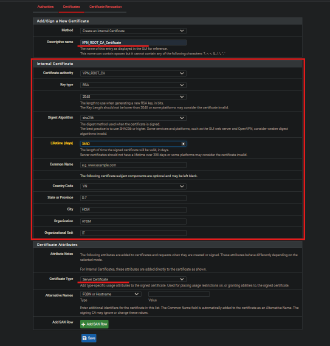 Authorities Certificates Certificate Revocation
Add/Sign a New Certificate
Method Create an Internal Certificate
Descriptive name VPN_ROOT_CA_Certificate
The name of this entry as displayed in the GUI for reference.
This name can contain spaces but it cannot contain any of the following characters: ?, >, <, &, /, \, ", '
Internal Certificate
Certificate authority VPN_ROOT_CA
Key type RSA
2048
The length to use when generating a new RSA key, in bits.
The Key Length should not be lower than 2048 or some platforms may consider the certificate invalid.
Digest Algorithm sha256
The digest method used when the certificate is signed.
The best practice is to use SHA256 or higher. Some services and platforms, such as the GUI web server and OpenVPN, consider weaker digest
algorithms invalid.
Lifetime (days)
The length of time the signed certificate will be valid, in days.
Server certificates should not have a lifetime over 398 days or some platforms may consider the certificate invalid.
Common Name e.g. www.example.com
The following certificate subject components are optional and may be left blank.
Country Code VN
State or Province
City
Organization
Organizational Unit IT
Certificate Attributes
Attribute Notes The following attributes are added to certificates and requests when they are created or signed. These attributes behave differently depending on the
selected mode.
For Internal Certificates, these attributes are added directly to the certificate as shown.
Certificate Type Server Certificate
Add type-specific usage attributes to the signed certificate. Used for placing usage restrictions on, or granting abilities to, the signed certificate.
Alternative Names FQDN or Hostname
Type Value
Enter additional identifiers for the certificate in this list. The Common Name field is automatically added to the certificate as an Alternative Name. The
signing CA may ignore or change these values.
Add SAN Row Add SAN Row
Save